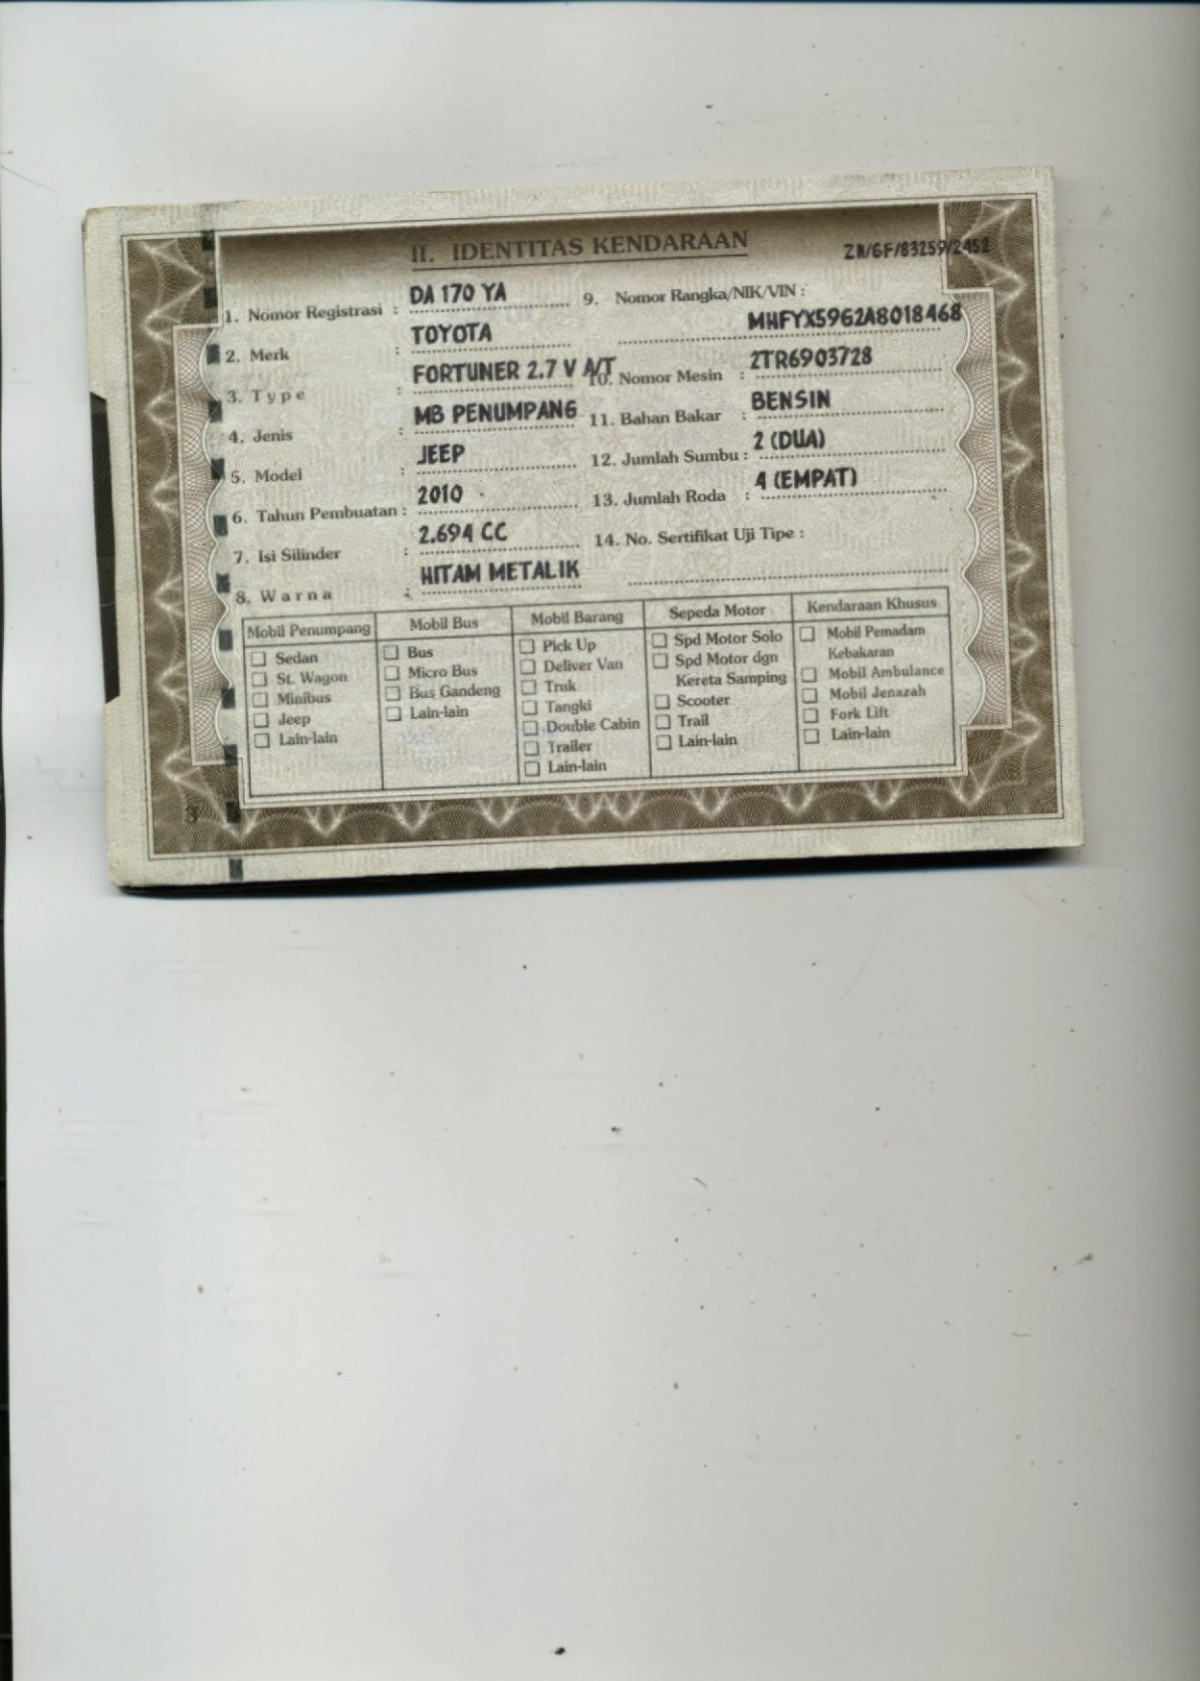 II. IDENTITAS KENDARAAN
ZN/GF/83259/2452
1. Nomor Registrasi : DA 170 YA
2. Merk : TOYOTA
3. Type : FORTUNER 2.7 V A/T
4. Jenis : MB PENUMPANG
5. Model : JEEP
6. Tahun Pembuatan : 2010
7. Isi Silinder : 2.694 CC
8. Warna : HITAM METALIK
9. Nomor Rangka/NIK/VIN :
MHFYX59G2A8018468
10. Nomor Mesin : 2TR6903728
11. Bahan Bakar : BENSIN
12. Jumlah Sumbu : 2 (DUA)
13. Jumlah Roda : 4 (EMPAT)
14. No. Sertifikat Uji Tipe :
Mobil Penumpang
Sedan
St. Wagon
Minibus
Jeep
Lain-lain
Mobil Bus
Bus
Micro Bus
Bus Gandeng
Lain-lain
Mobil Barang
Pick Up
Deliver Van
Truk
Tangki
Double Cabin
Trailer
Lain-lain
Sepeda Motor
Spd Motor Solo
Spd Motor dgn
Kereta Samping
Scooter
Trail
Lain-lain
Kendaraan Khusus
Mobil Pemadam
Kebakaran
Mobil Ambulance
Mobil Jenazah
Fork Lift
Lain-lain